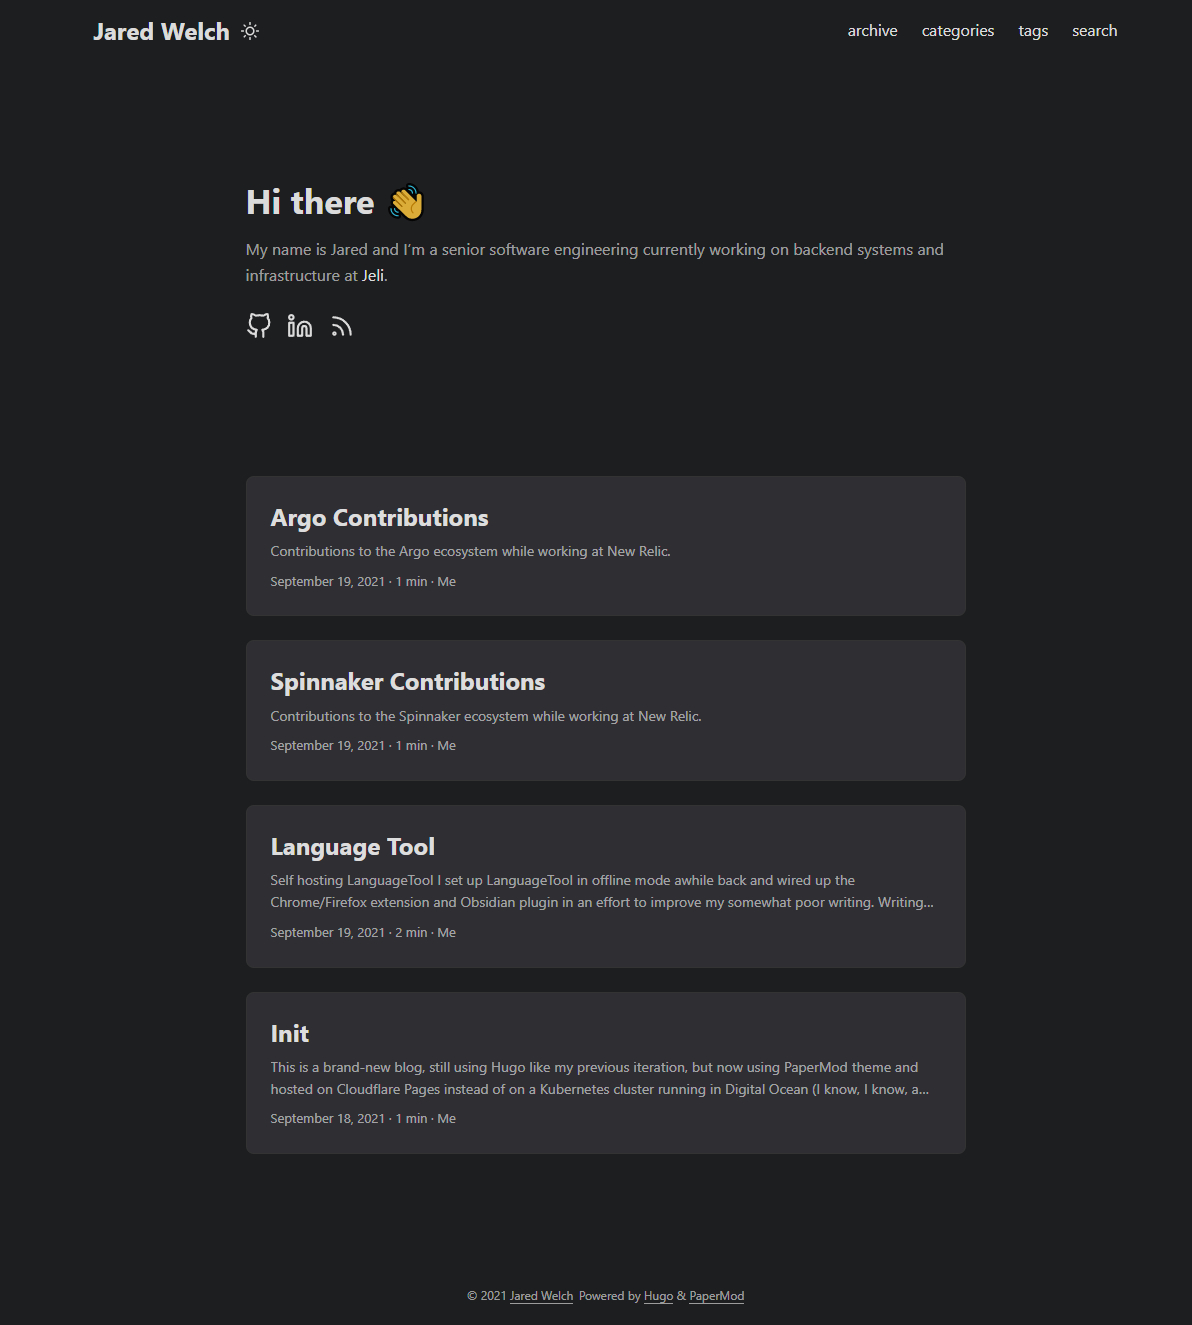 Jared Welch
archive categories tags search
Hi there 👋
My name is Jared and I'm a senior software engineering currently working on backend systems and
infrastructure at Jeli.
Argo Contributions
Contributions to the Argo ecosystem while working at New Relic.
September 19, 2021 · 1 min · Me
Spinnaker Contributions
Contributions to the Spinnaker ecosystem while working at New Relic.
September 19, 2021 · 1 min · Me
Language Tool
Self hosting LanguageTool I set up LanguageTool in offline mode awhile back and wired up the
Chrome/Firefox extension and Obsidian plugin in an effort to improve my somewhat poor writing. Writing...
September 19, 2021 · 2 min · Me
Init
This is a brand-new blog, still using Hugo like my previous iteration, but now using PaperMod theme and
hosted on Cloudflare Pages instead of on a Kubernetes cluster running in Digital Ocean (I know, I know, a...
September 18, 2021 · 1 min · Me
© 2021 Jared Welch Powered by Hugo & PaperMod